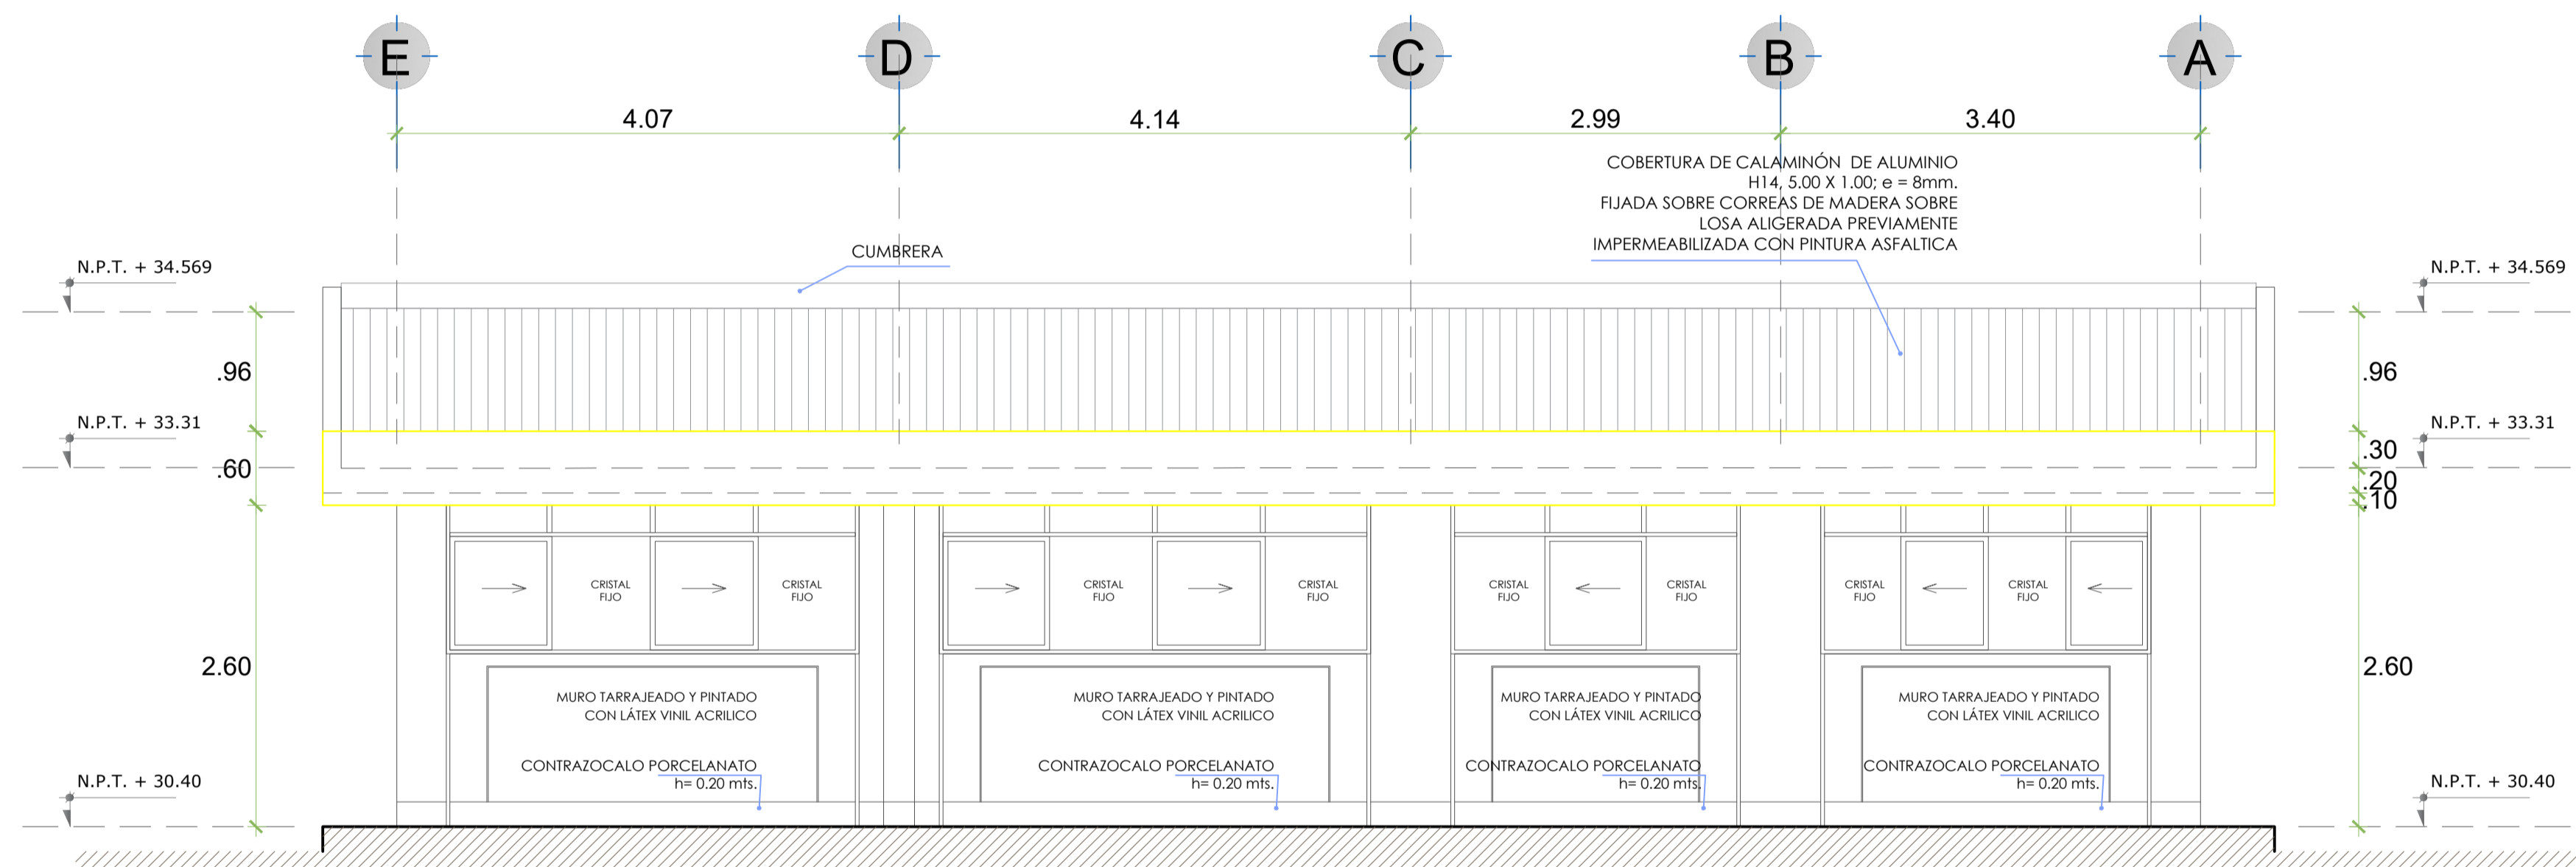 E D C B A
4.07 4.14 2.99 3.40
COBERTURA DE CALAMINÓN DE ALUMINIO
H14, 5.00 X 1.00; e = 8mm.
FIJADA SOBRE CORREAS DE MADERA SOBRE
LOSA ALIGERADA PREVIAMENTE
IMPERMEABILIZADA CON PINTURA ASFALTICA
CUMBRERA
N.P.T. + 34.569 N.P.T. + 34.569
.96 .96
N.P.T. + 33.31 N.P.T. + 33.31
.60 .30
.20
.10
CRISTAL CRISTAL CRISTAL CRISTAL CRISTAL CRISTAL CRISTAL CRISTAL
FIJO FIJO FIJO FIJO FIJO FIJO FIJO FIJO
2.60 2.60
MURO TARRAJEADO Y PINTADO MURO TARRAJEADO Y PINTADO MURO TARRAJEADO Y PINTADO MURO TARRAJEADO Y PINTADO
CON LÁTEX VINIL ACRILICO CON LÁTEX VINIL ACRILICO CON LÁTEX VINIL ACRILICO CON LÁTEX VINIL ACRILICO
CONTRAZOCALO PORCELANATO CONTRAZOCALO PORCELANATO CONTRAZOCALO PORCELANATO CONTRAZOCALO PORCELANATO
h= 0.20 mts. h= 0.20 mts. h= 0.20 mts. h= 0.20 mts.
N.P.T. + 30.40 N.P.T. + 30.40